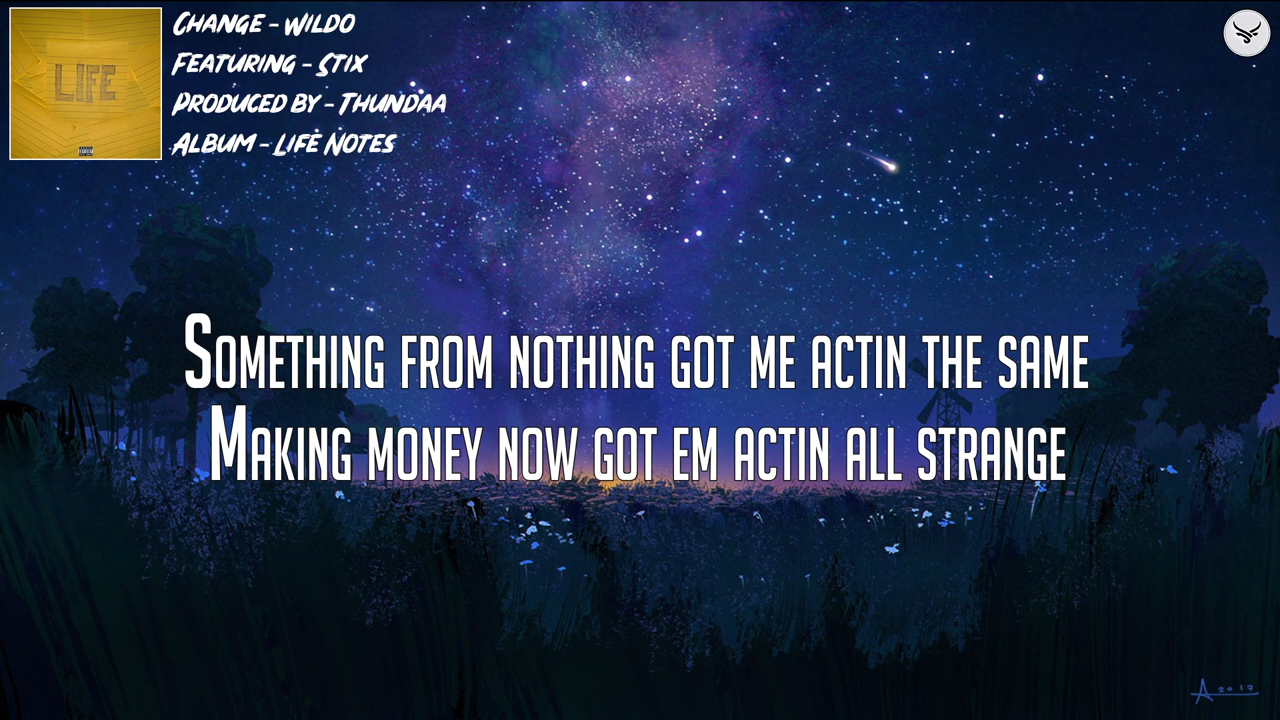 LIFE
Change - Wildo
Featuring - Stix
Produced by - Thundaa
Album - Life Notes
Something from nothing got me actin the same
Making money now got em actin all strange
A 2017